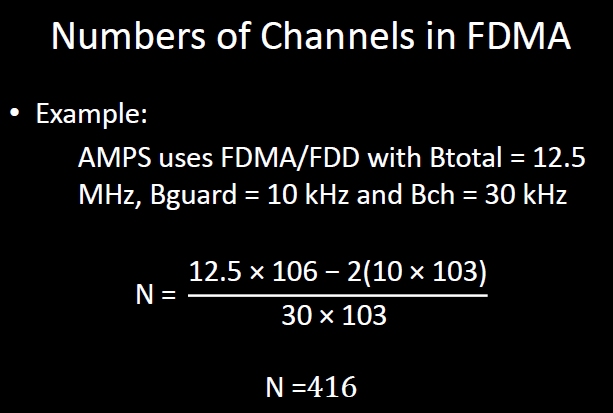 Numbers of Channels in FDMA
• Example:
AMPS uses FDMA/FDD with Btotal = 12.5
MHz, Bguard = 10 kHz and Bch = 30 kHz
12.5 × 106 − 2(10 × 103)
N =
30 × 103
N =416